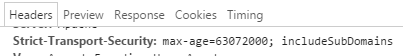 Headers Preview Response Cookies Timing
Strict-Transport-Security: max-age=63072000; includeSubDomains